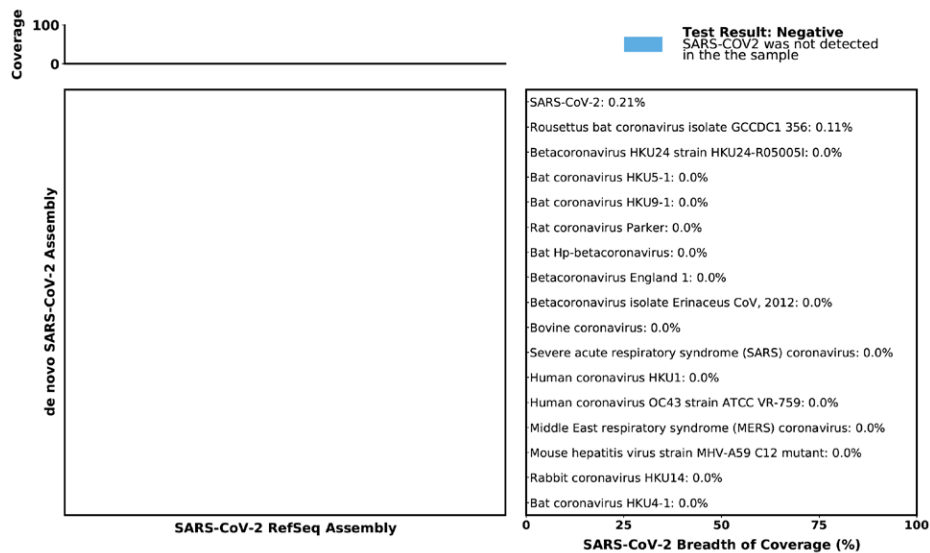 Coverage
100
0
Test Result: Negative
SARS-COV2 was not detected
in the the sample
de novo SARS-CoV-2 Assembly
SARS-CoV-2 RefSeq Assembly
SARS-CoV-2: 0.21%
Rousettus bat coronavirus isolate GCCDC1 356: 0.11%
Betacoronavirus HKU24 strain HKU24-R05005I: 0.0%
Bat coronavirus HKU5-1: 0.0%
Bat coronavirus HKU9-1: 0.0%
Rat coronavirus Parker: 0.0%
Bat Hp-betacoronavirus: 0.0%
Betacoronavirus England 1: 0.0%
Betacoronavirus isolate Erinaceus CoV, 2012: 0.0%
Bovine coronavirus: 0.0%
Severe acute respiratory syndrome (SARS) coronavirus: 0.0%
Human coronavirus HKU1: 0.0%
Human coronavirus OC43 strain ATCC VR-759: 0.0%
Middle East respiratory syndrome (MERS) coronavirus: 0.0%
Mouse hepatitis virus strain MHV-A59 C12 mutant: 0.0%
Rabbit coronavirus HKU14: 0.0%
Bat coronavirus HKU4-1: 0.0%
0 25 50 75 100
SARS-CoV-2 Breadth of Coverage (%)